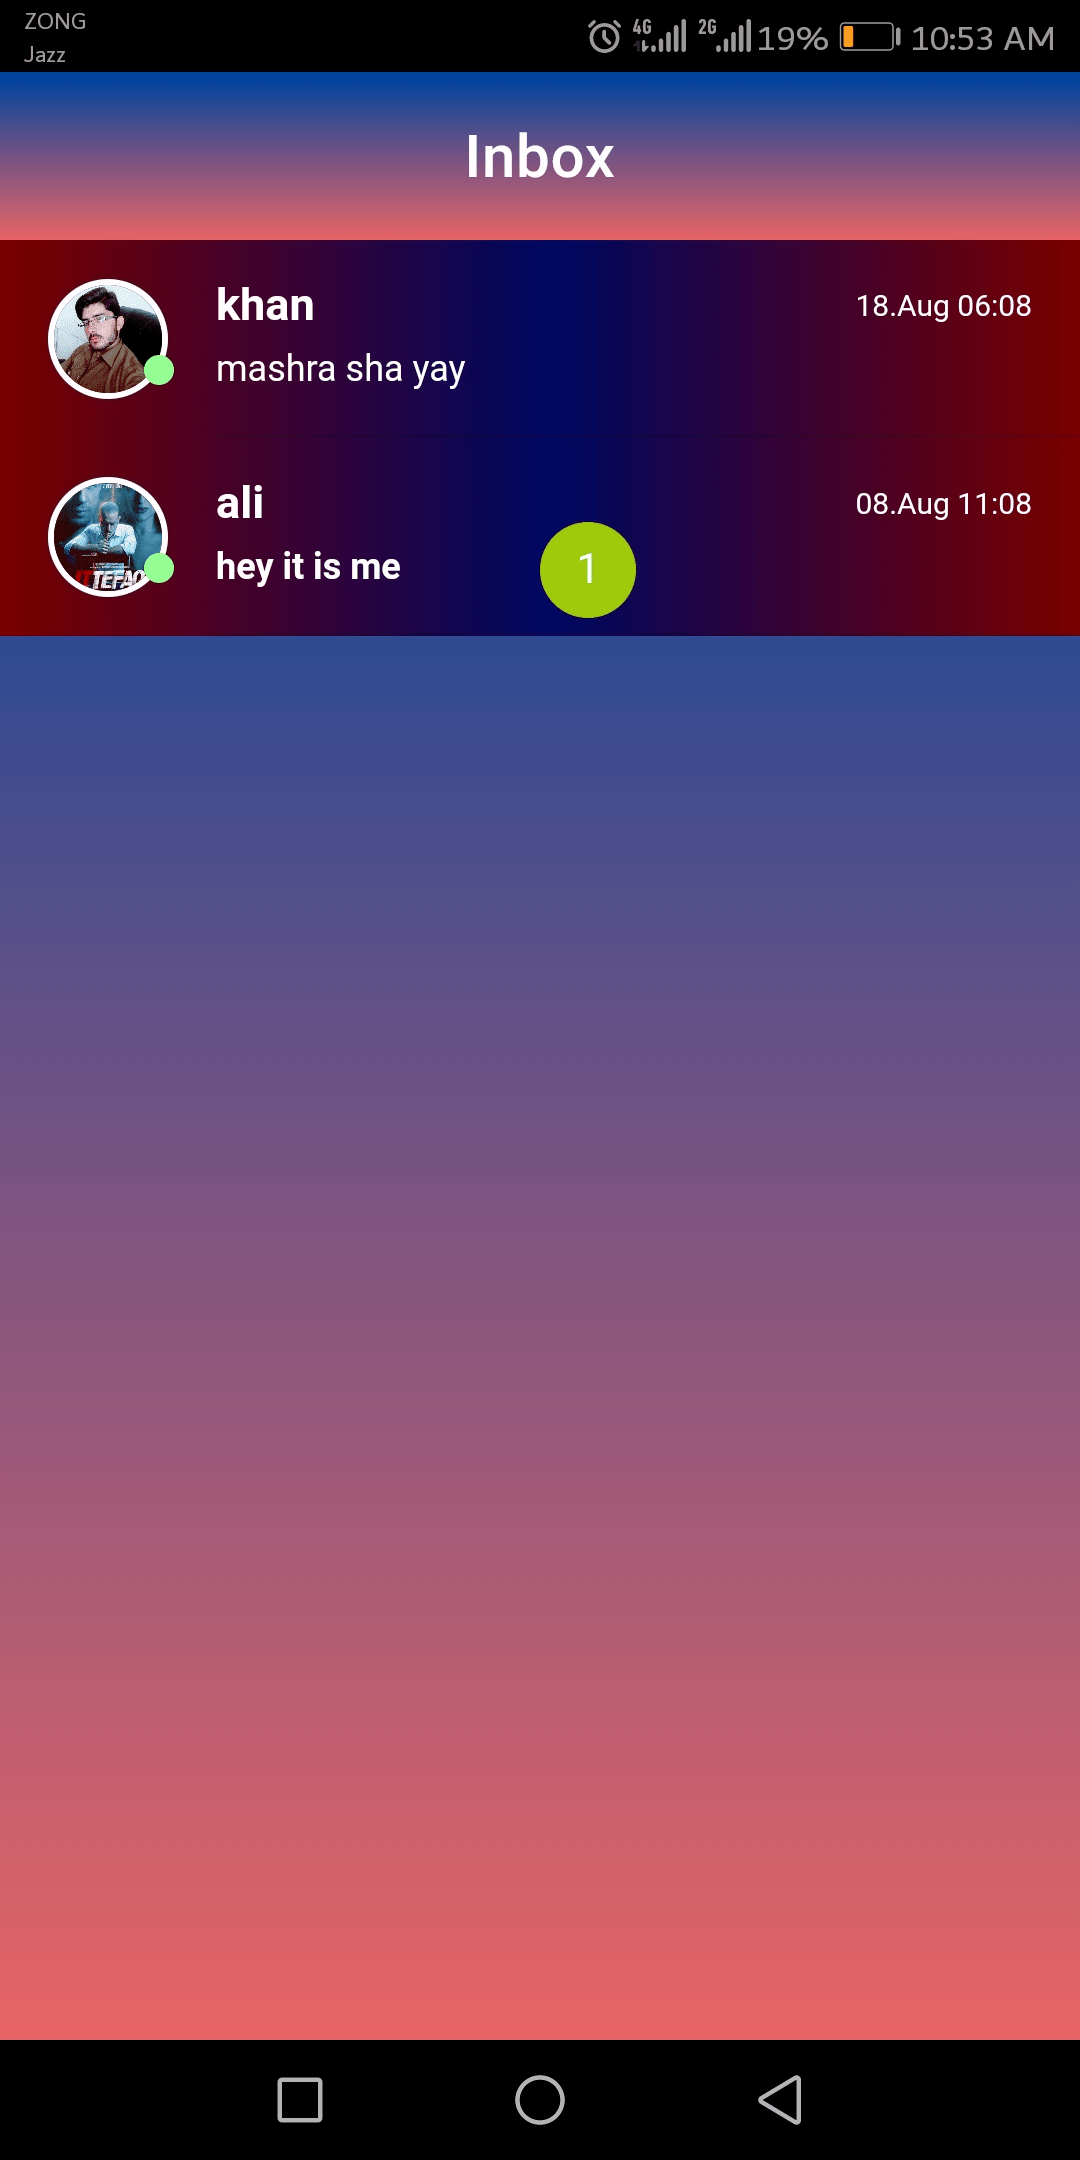 ZONG
Jazz
4G
2G
19%
10:53 AM
Inbox
khan
18.Aug 06:08
mashra sha yay
ali
08.Aug 11:08
hey it is me
1
ITTEFAQ